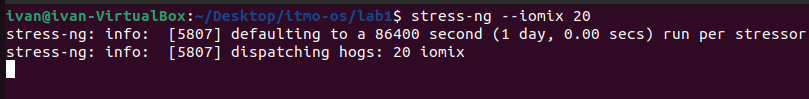 ivan@ivan-VirtualBox:~/Desktop/itmo-os/lab1$ stress-ng --iomix 20
stress-ng: info:  [5807] defaulting to a 86400 second (1 day, 0.00 secs) run per stressor
stress-ng: info:  [5807] dispatching hogs: 20 iomix